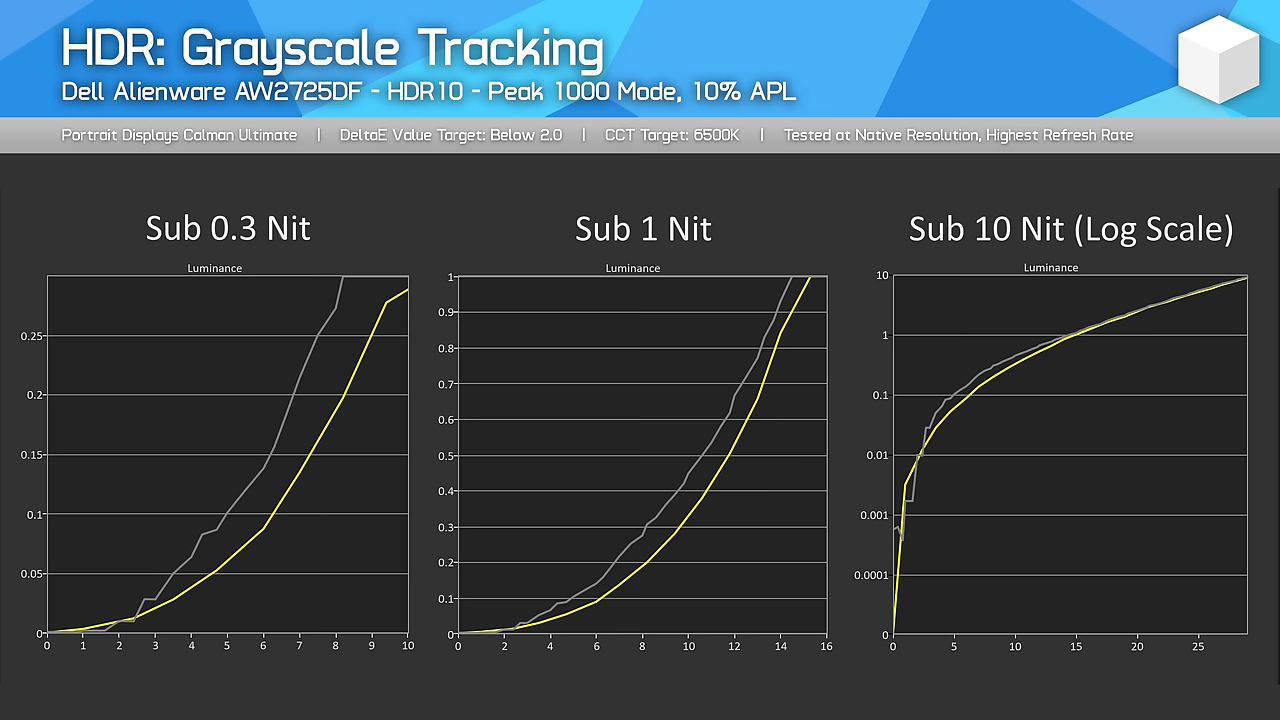 HDR: Grayscale Tracking
Dell Alienware AW2725DF - HDR10 - Peak 1000 Mode, 10% APL
Portrait Displays Calman Ultimate | DeltaE Value Target: Below 2.0 | CCT Target: 6500K | Tested at Native Resolution, Highest Refresh Rate
Sub 0.3 Nit
Luminance
0.25
0.2
0.15
0.1
0.05
0
0 1 2 3 4 5 6 7 8 9 10
Sub 1 Nit
Luminance
1
0.9
0.8
0.7
0.6
0.5
0.4
0.3
0.2
0.1
0
0 2 4 6 8 10 12 14 16
Sub 10 Nit (Log Scale)
Luminance
10
1
0.1
0.01
0.001
0.0001
0
0 5 10 15 20 25